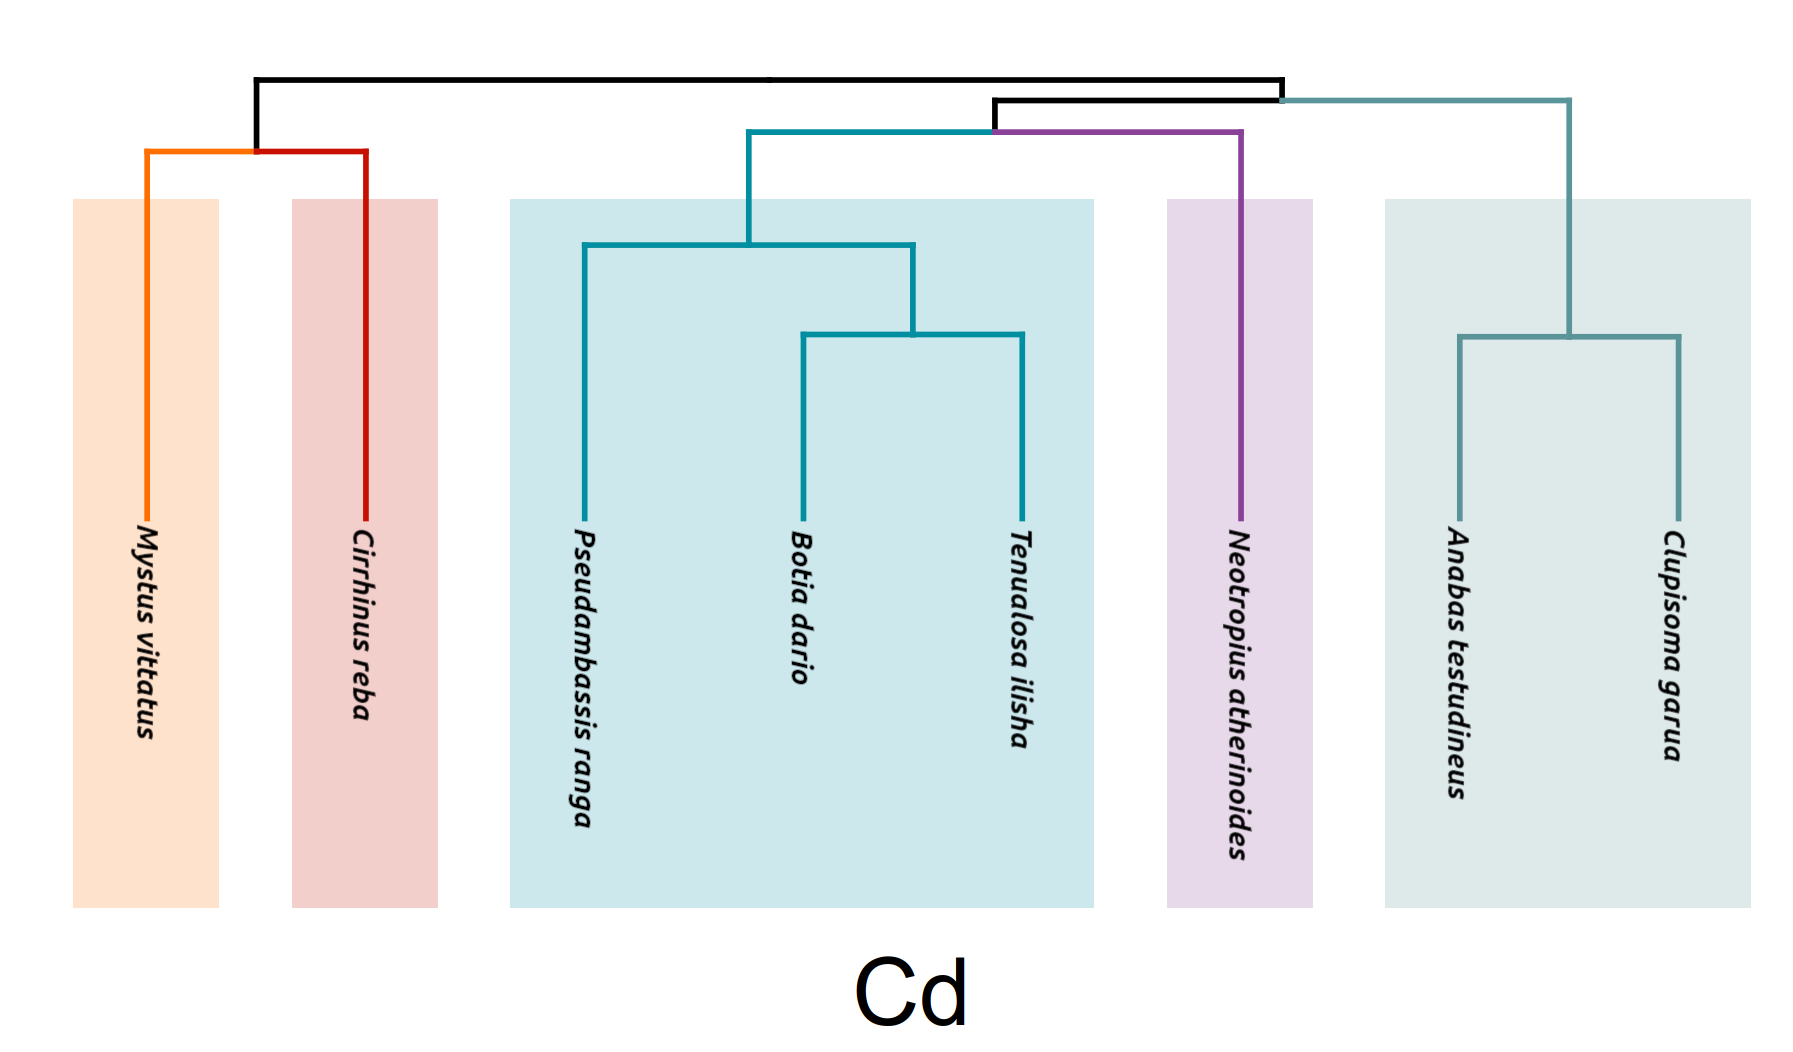 Mystus vittatus
Cirrhinus reba
Pseudambassis ranga
Botia dario
Tenualosa ilisha
Neotropius atherinoides
Anabas testudineus
Clupisoma garua
Cd